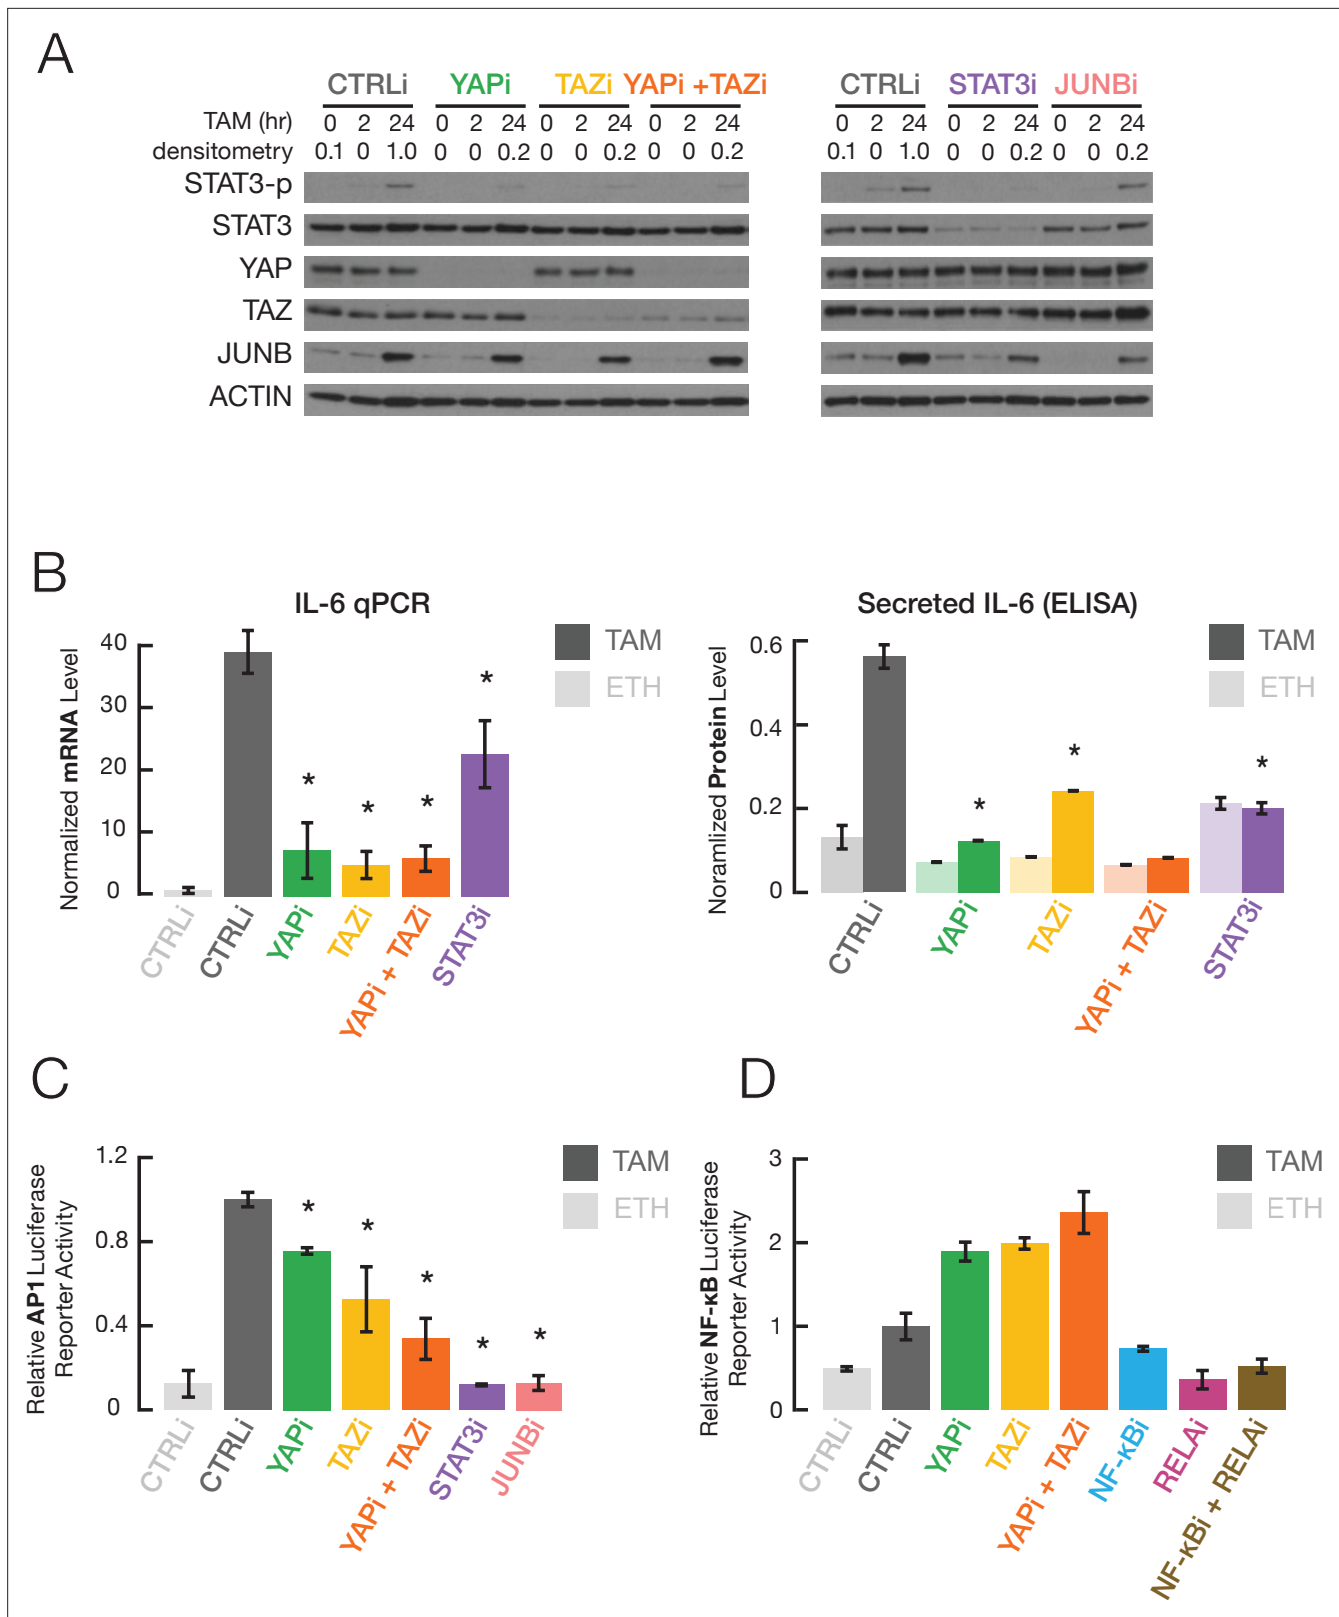 A
CTRLi YAPi TAZi YAPi +TAZi CTRLi STAT3i JUNBi
TAM (hr) 0 2 24 0 2 24 0 2 24 0 2 24 0 2 24 0 2 24 0 2 24
densitometry 0.1 0 1.0 0 0 0.2 0 0 0.2 0 0 0.2 0.1 0 1.0 0 0 0.2 0 0 0.2
STAT3-p
STAT3
YAP
TAZ
JUNB
ACTIN
B
IL-6 qPCR
Normalized mRNA Level
40
30
20
10
0
TAM
ETH
* * * *
CTRLi CTRLi YAPi TAZi YAPi + TAZi STAT3i
Secreted IL-6 (ELISA)
Noramlized Protein Level
0.6
0.4
0.2
0
TAM
ETH
* * *
CTRLi YAPi TAZi YAPi + TAZi STAT3i
C
Relative AP1 Luciferase
Reporter Activity
1.2
0.8
0.4
0
TAM
ETH
* * * * *
CTRLi CTRLi YAPi TAZi YAPi + TAZi STAT3i JUNBi
D
Relative NF-κB Luciferase
Reporter Activity
3
2
1
0
TAM
ETH
CTRLi CTRLi YAPi TAZi YAPi + TAZi NF-κBi RELAi NF-κBi + RELAi